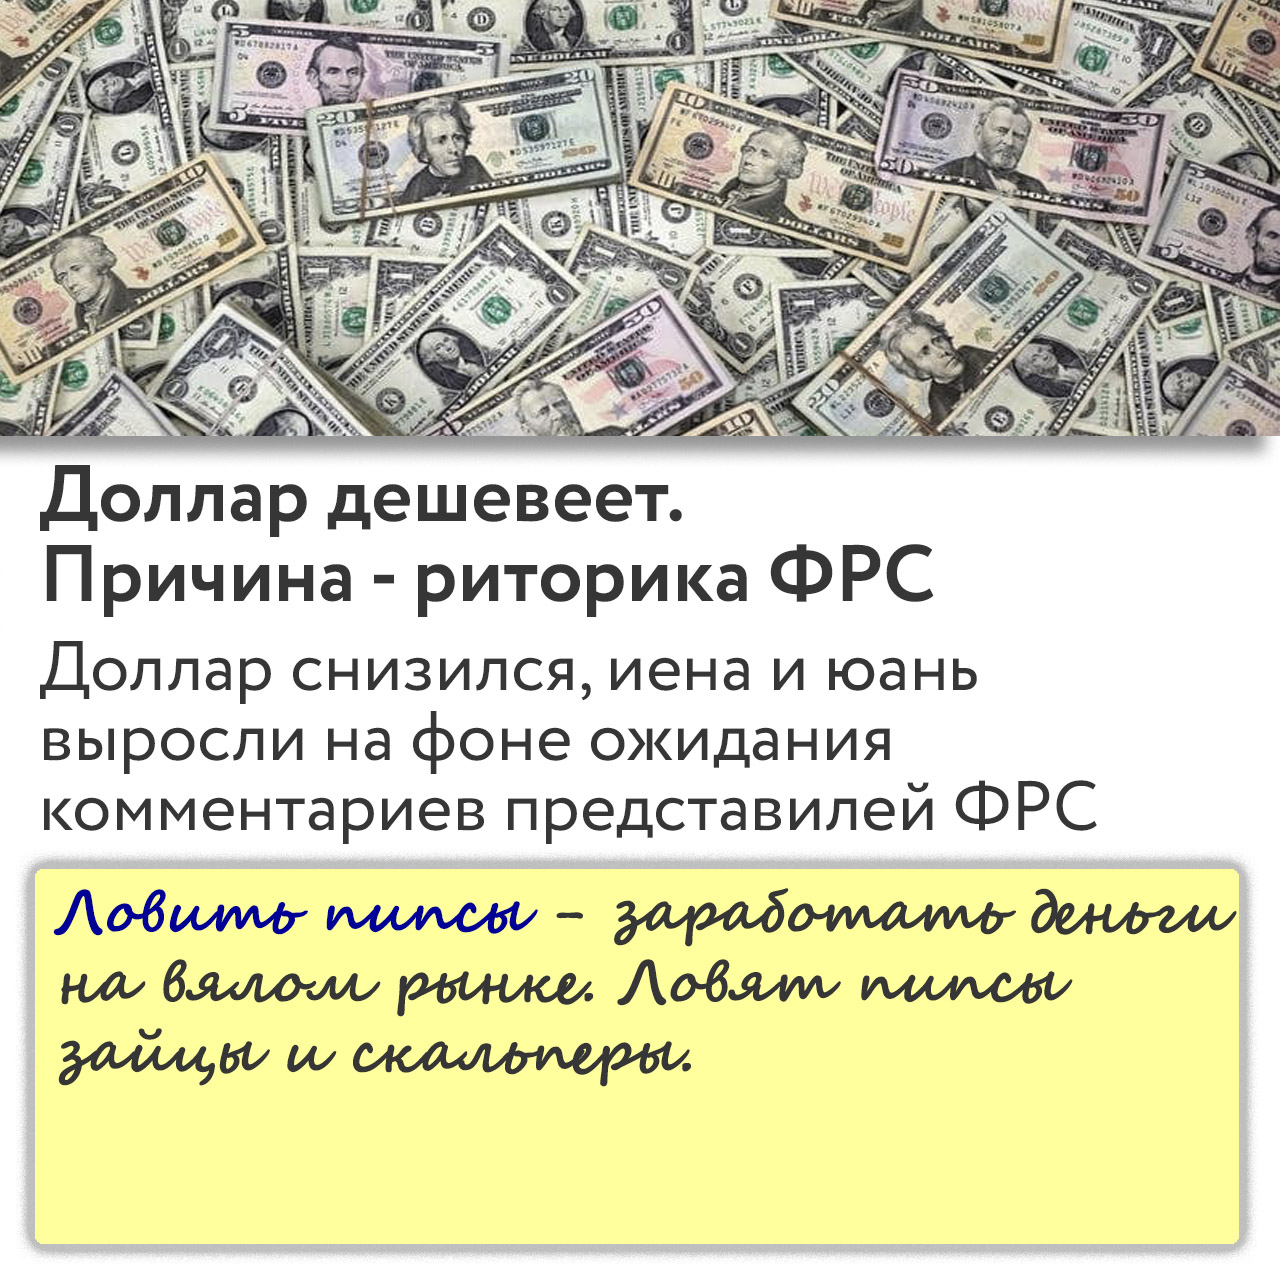 Доллар дешевеет.
Причина - риторика ФРС
Доллар снизился, иена и юань
выросли на фоне ожидания
комментариев представилей ФРС
Ловить пипсы – заработать деньги
на вялом рынке. Ловят пипсы
зайцы и скальперы.